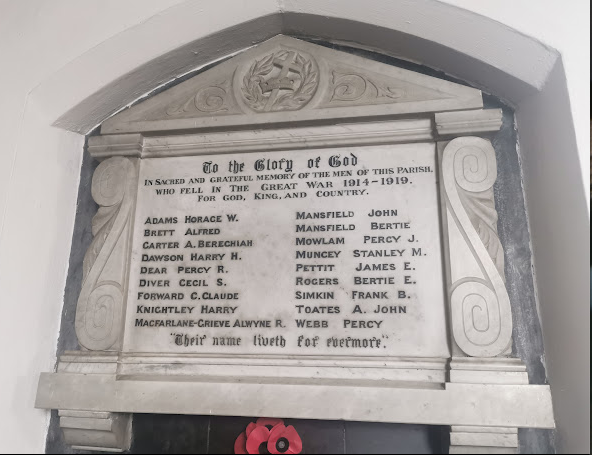 To the Glory of God
IN SACRED AND GRATEFUL MEMORY OF THE MEN OF THIS PARISH,
WHO FELL IN THE GREAT WAR 1914-1919.
FOR GOD, KING, AND COUNTRY.
ADAMS HORACE W. MANSFIELD JOHN
BRETT ALFRED MANSFIELD BERTIE
CARTER A. BERECHIAH MOWLAM PERCY J.
DAWSON HARRY H. MUNCEY STANLEY M.
DEAR PERCY R. PETTIT JAMES E.
DIVER CECIL S. ROGERS BERTIE E.
FORWARD C. CLAUDE SIMKIN FRANK B.
KNIGHTLEY HARRY TOATES A. JOHN
MACFARLANE-GRIEVE ALWYNE R. WEBB PERCY
"Their name liveth for evermore."